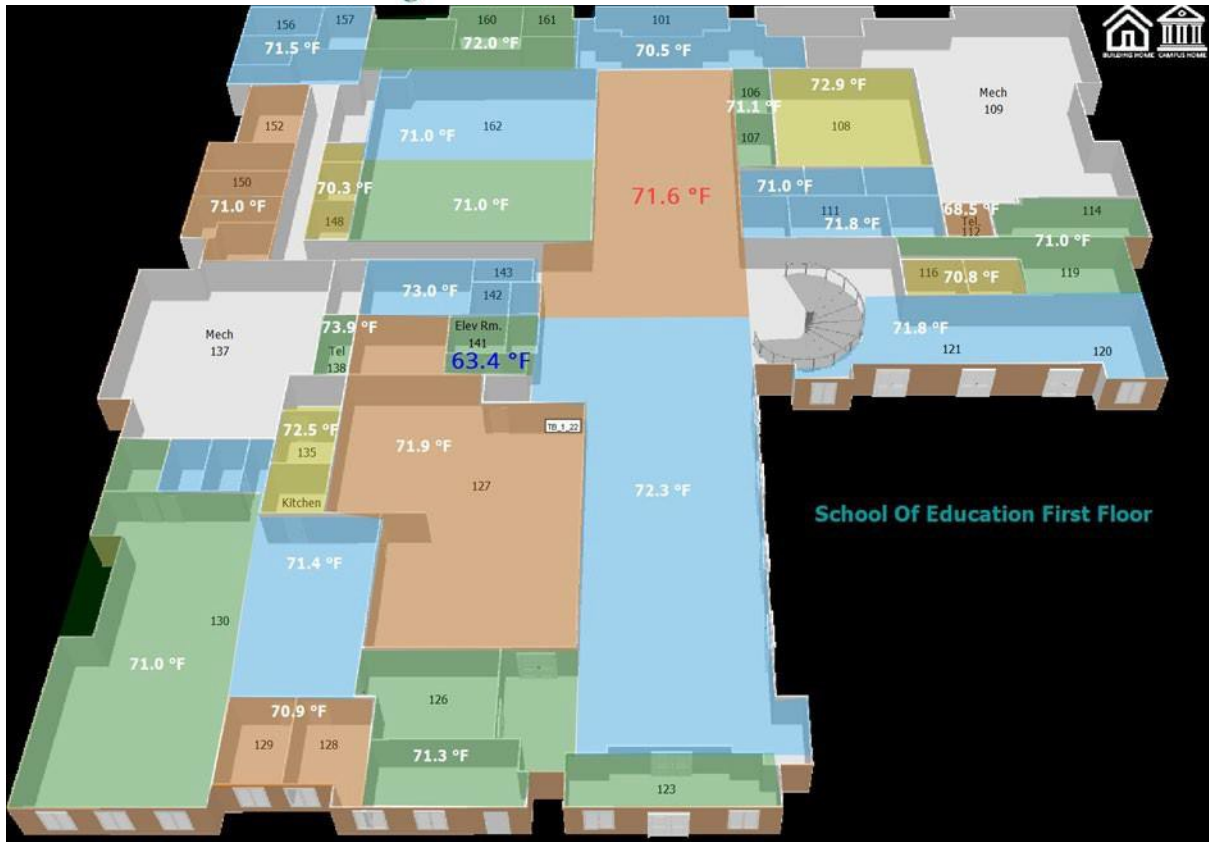 156 157 160 161 101
71.5 °F 72.0 °F 70.5 °F
BUILDING HOME CAMPUS HOME
106 72.9 °F Mech
71.1 °F 109
152 71.0 °F 162 107 108
150 70.3 °F 71.6 °F 71.0 °F
71.0 °F 148 71.0 °F 111 68.5 °F 114
71.8 °F Tel.
112 71.0 °F
143 116 70.8 °F 119
73.0 °F 142
Mech 73.9 °F Elev Rm. 71.8 °F
137 Tel 141 121 120
138 63.4 °F
72.5 °F TB_1_22
135 71.9 °F
Kitchen 127 72.3 °F
School Of Education First Floor
71.4 °F
130
71.0 °F 126
70.9 °F
129 128 71.3 °F
123